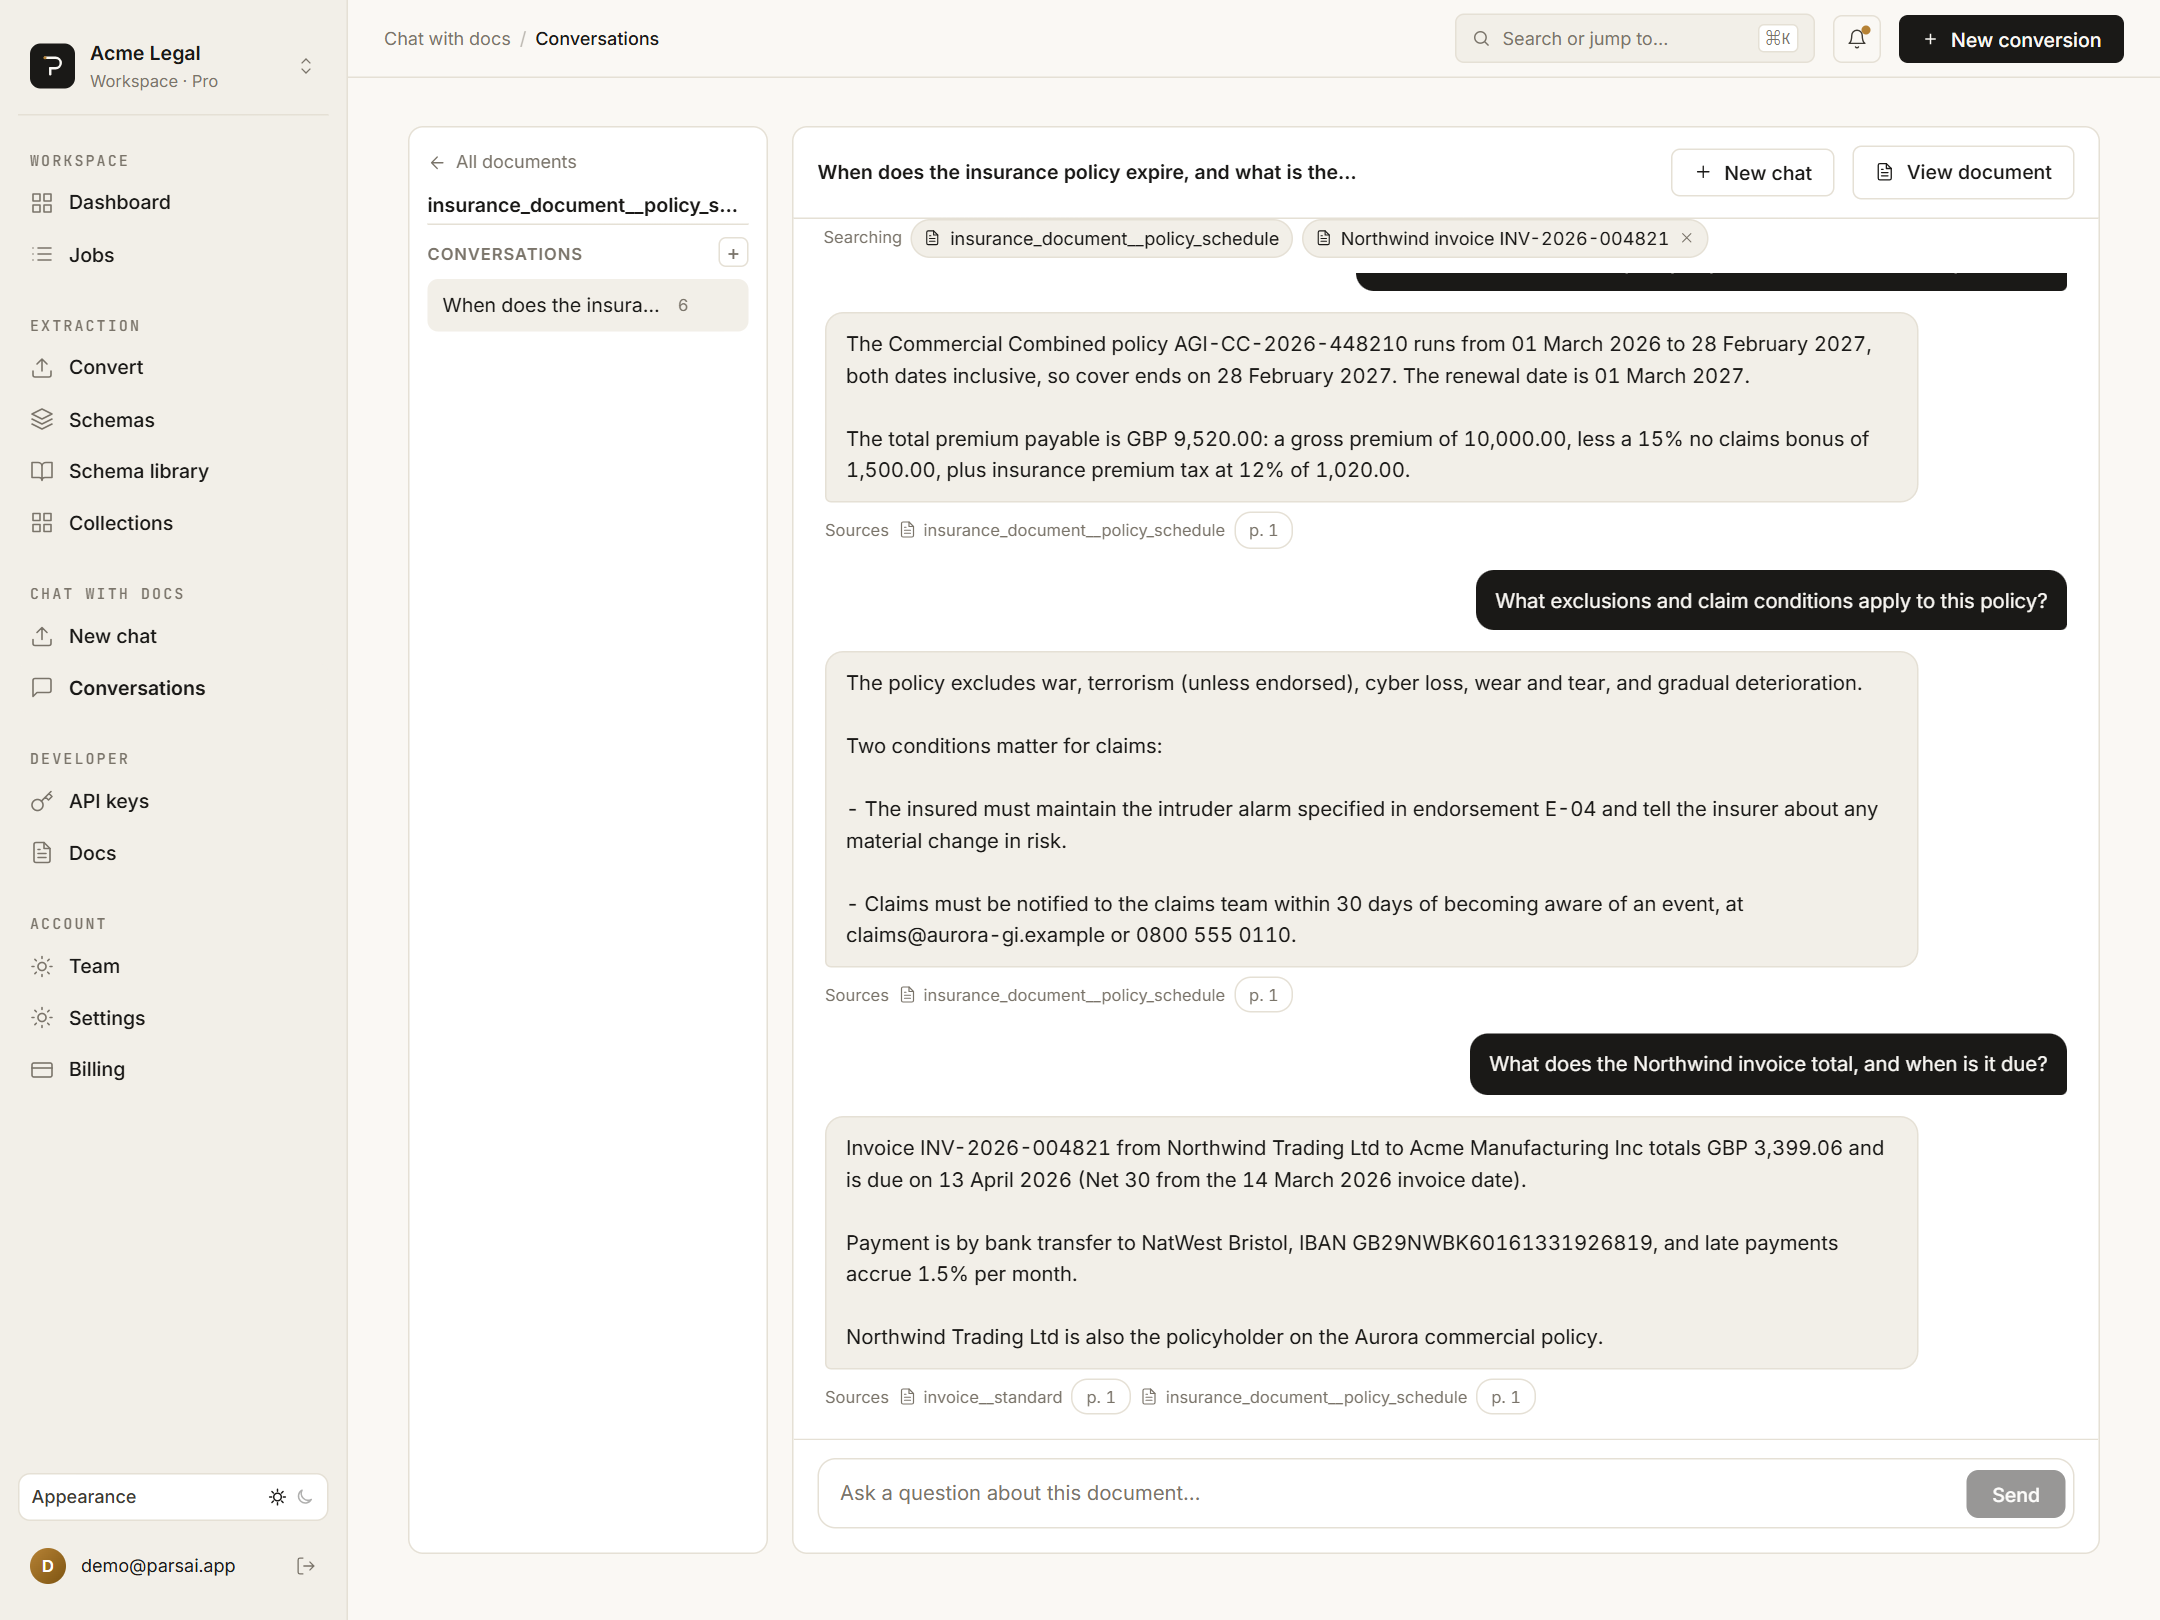 Acme Legal
Workspace · Pro
WORKSPACE
Dashboard
Jobs
EXTRACTION
Convert
Schemas
Schema library
Collections
CHAT WITH DOCS
New chat
Conversations
DEVELOPER
API keys
Docs
ACCOUNT
Team
Settings
Billing
Appearance
D demo@parsai.app
Chat with docs / Conversations
Search or jump to... ⌘K
+ New conversion
← All documents
insurance_document__policy_s...
CONVERSATIONS +
When does the insura... 6
When does the insurance policy expire, and what is the...
+ New chat
View document
Searching insurance_document__policy_schedule Northwind invoice INV-2026-004821 ×
The Commercial Combined policy AGI-CC-2026-448210 runs from 01 March 2026 to 28 February 2027,
both dates inclusive, so cover ends on 28 February 2027. The renewal date is 01 March 2027.
The total premium payable is GBP 9,520.00: a gross premium of 10,000.00, less a 15% no claims bonus of
1,500.00, plus insurance premium tax at 12% of 1,020.00.
Sources insurance_document__policy_schedule p. 1
What exclusions and claim conditions apply to this policy?
The policy excludes war, terrorism (unless endorsed), cyber loss, wear and tear, and gradual deterioration.
Two conditions matter for claims:
- The insured must maintain the intruder alarm specified in endorsement E-04 and tell the insurer about any
material change in risk.
- Claims must be notified to the claims team within 30 days of becoming aware of an event, at
claims@aurora-gi.example or 0800 555 0110.
Sources insurance_document__policy_schedule p. 1
What does the Northwind invoice total, and when is it due?
Invoice INV-2026-004821 from Northwind Trading Ltd to Acme Manufacturing Inc totals GBP 3,399.06 and
is due on 13 April 2026 (Net 30 from the 14 March 2026 invoice date).
Payment is by bank transfer to NatWest Bristol, IBAN GB29NWBK60161331926819, and late payments
accrue 1.5% per month.
Northwind Trading Ltd is also the policyholder on the Aurora commercial policy.
Sources invoice__standard p. 1 insurance_document__policy_schedule p. 1
Ask a question about this document...
Send